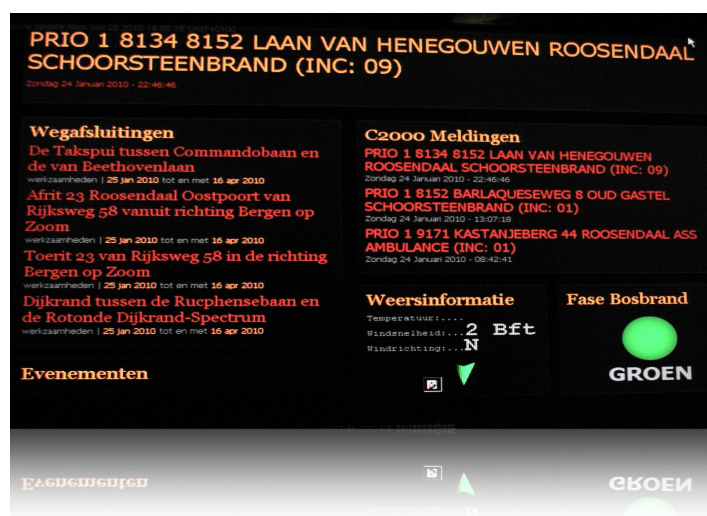 PRIO 1 8134 8152 LAAN VAN HENEGOUWEN ROOSENDAAL
SCHOORSTEENBRAND (INC: 09)
Zondag 24 Januari 2010 - 22:46:46
Wegafsluitingen
De Takspui tussen Commandobaan en
de van Beethovenlaan
werkzaamheden | 25 jan 2010 tot en met 16 apr 2010
Afrit 23 Roosendaal Oostpoort van
Rijksweg 58 vanuit richting Bergen op
Zoom
werkzaamheden | 25 jan 2010 tot en met 16 apr 2010
Toerit 23 van Rijksweg 58 in de richting
Bergen op Zoom
werkzaamheden | 25 jan 2010 tot en met 16 apr 2010
Dijkrand tussen de Rucphensebaan en
de Rotonde Dijkrand-Spectrum
werkzaamheden | 25 jan 2010 tot en met 16 apr 2010
Evenementen
C2000 Meldingen
PRIO 1 8134 8152 LAAN VAN HENEGOUWEN
ROOSENDAAL SCHOORSTEENBRAND (INC: 09)
Zondag 24 Januari 2010 - 22:46:46
PRIO 1 8152 BARLAQUESEWEG 8 OUD GASTEL
SCHOORSTEENBRAND (INC: 01)
Zondag 24 Januari 2010 - 13:07:18
PRIO 1 9171 KASTANJEBERG 44 ROOSENDAAL ASS
AMBULANCE (INC: 01)
Zondag 24 Januari 2010 - 08:42:41
Weersinformatie
Temperatuur:....
Windsnelheid:...2 Bft
Windrichting:...N
Fase Bosbrand
GROEN